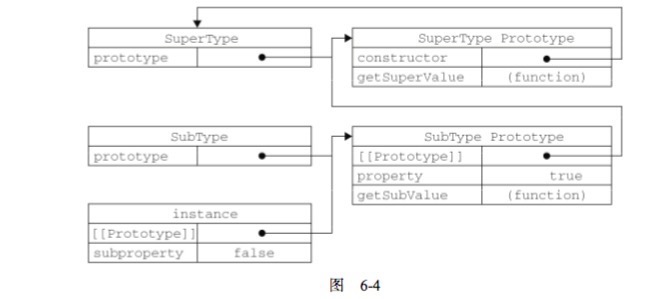 SuperType
prototype
SuperType Prototype
constructor
getSuperValue (function)
SubType
prototype
SubType Prototype
[[Prototype]]
property true
getSubValue (function)
instance
[[Prototype]]
subproperty false
图 6-4